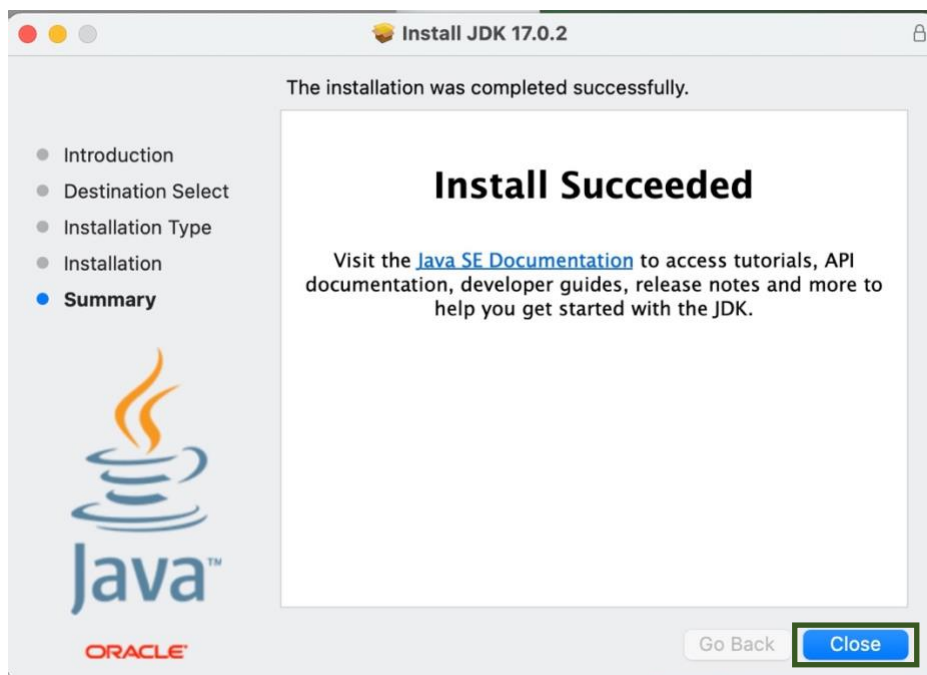 Install JDK 17.0.2
The installation was completed successfully.
Introduction
Destination Select
Installation Type
Installation
Summary
Install Succeeded
Visit the Java SE Documentation to access tutorials, API
documentation, developer guides, release notes and more to
help you get started with the JDK.
Java™
ORACLE®
Go Back
Close